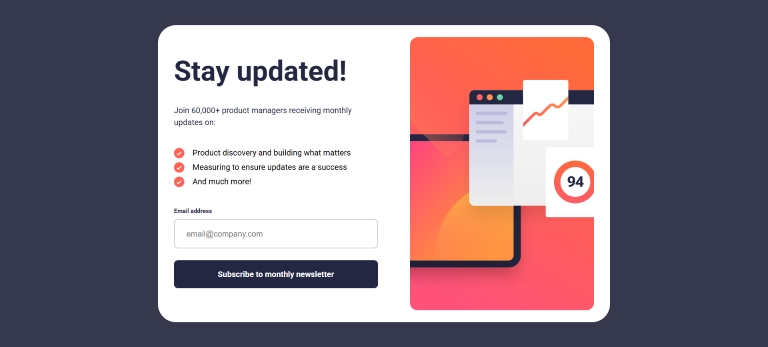 Stay updated!
Join 60,000+ product managers receiving monthly
updates on:
Product discovery and building what matters
Measuring to ensure updates are a success
And much more!
Email address
email@company.com
Subscribe to monthly newsletter
94